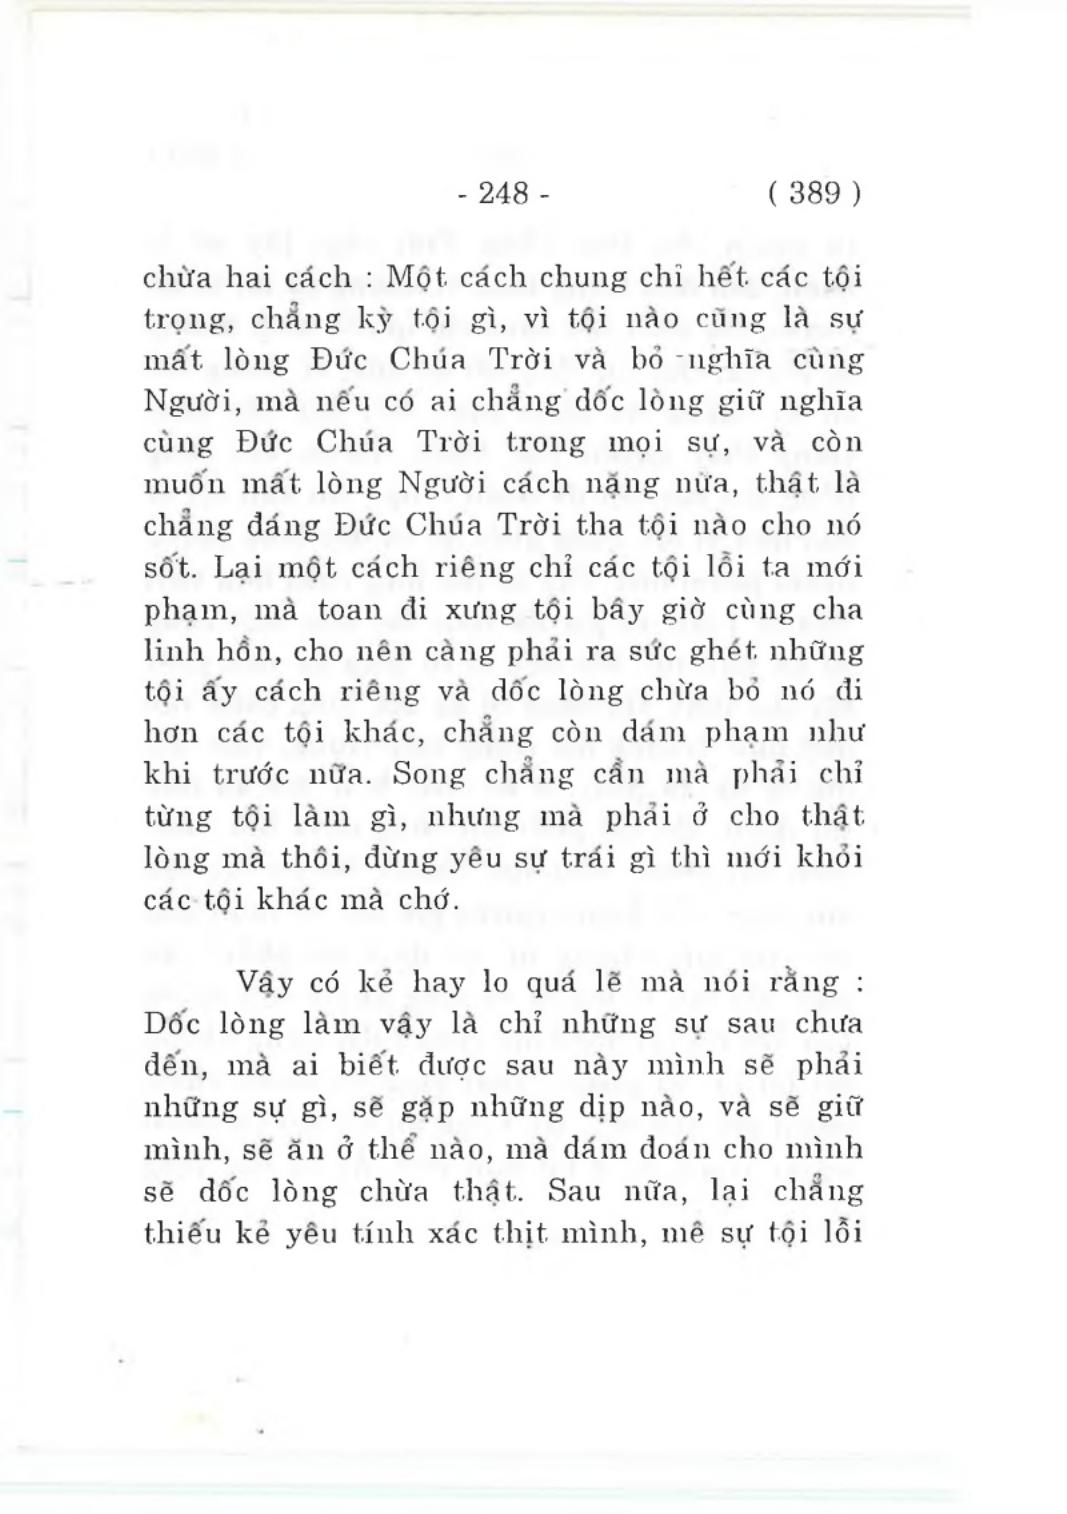 - 248 - ( 389 )
chừa hai cách : Một cách chung chỉ hết các tội
trọng, chẳng kỳ tội gì, vì tội nào cũng là sự
mất lòng Đức Chúa Trời và bỏ nghĩa cùng
Người, mà nếu có ai chẳng dốc lòng giữ nghĩa
cùng Đức Chúa Trời trong mọi sự, và còn
muốn mất lòng Người cách nặng nữa, thật là
chẳng đáng Đức Chúa Trời tha tội nào cho nó
sốt. Lại một cách riêng chỉ các tội lỗi ta mới
phạm, mà toan đi xưng tội bây giờ cùng cha
linh hồn, cho nên càng phải ra sức ghét những
tội ấy cách riêng và dốc lòng chừa bỏ nó đi
hơn các tội khác, chẳng còn dám phạm như
khi trước nữa. Song chẳng cần mà phải chỉ
từng tội làm gì, nhưng mà phải ở cho thật
lòng mà thôi, đừng yêu sự trái gì thì mới khỏi
các tội khác mà chớ.
Vậy có kẻ hay lo quá lẽ mà nói rằng :
Dốc lòng làm vậy là chỉ những sự sau chưa
đến, mà ai biết được sau này mình sẽ phải
những sự gì, sẽ gặp những dịp nào, và sẽ giữ
mình, sẽ ăn ở thể nào, mà dám đoán cho mình
sẽ dốc lòng chừa thật. Sau nữa, lại chẳng
thiếu kẻ yêu tính xác thịt mình, mê sự tội lỗi